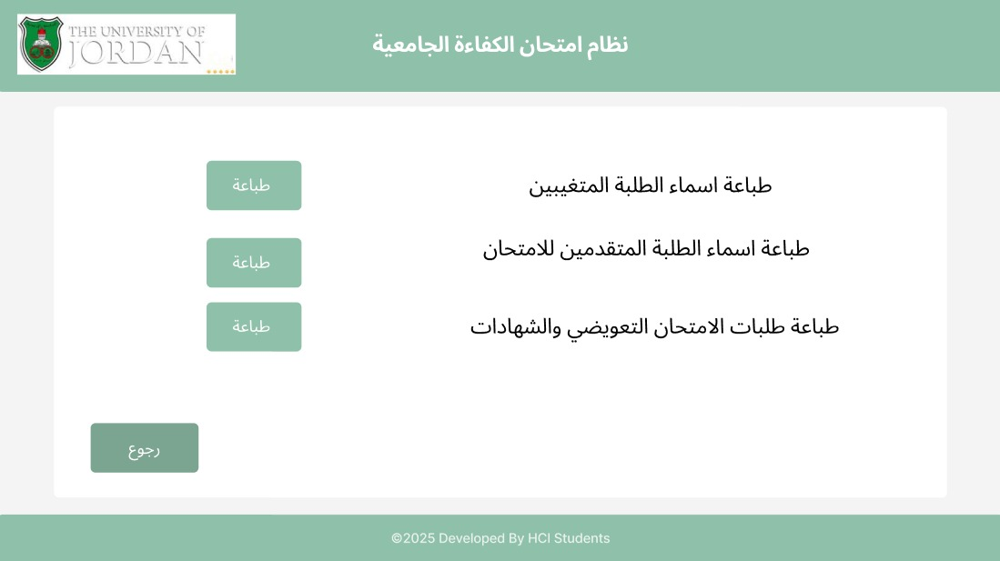 THE UNIVERSITY OF
JORDAN
نظام امتحان الكفاءة الجامعية
طباعة اسماء الطلبة المتغيبين
طباعة
طباعة اسماء الطلبة المتقدمين للامتحان
طباعة
طباعة طلبات الامتحان التعويضي والشهادات
طباعة
رجوع
©2025 Developed By HCI Students